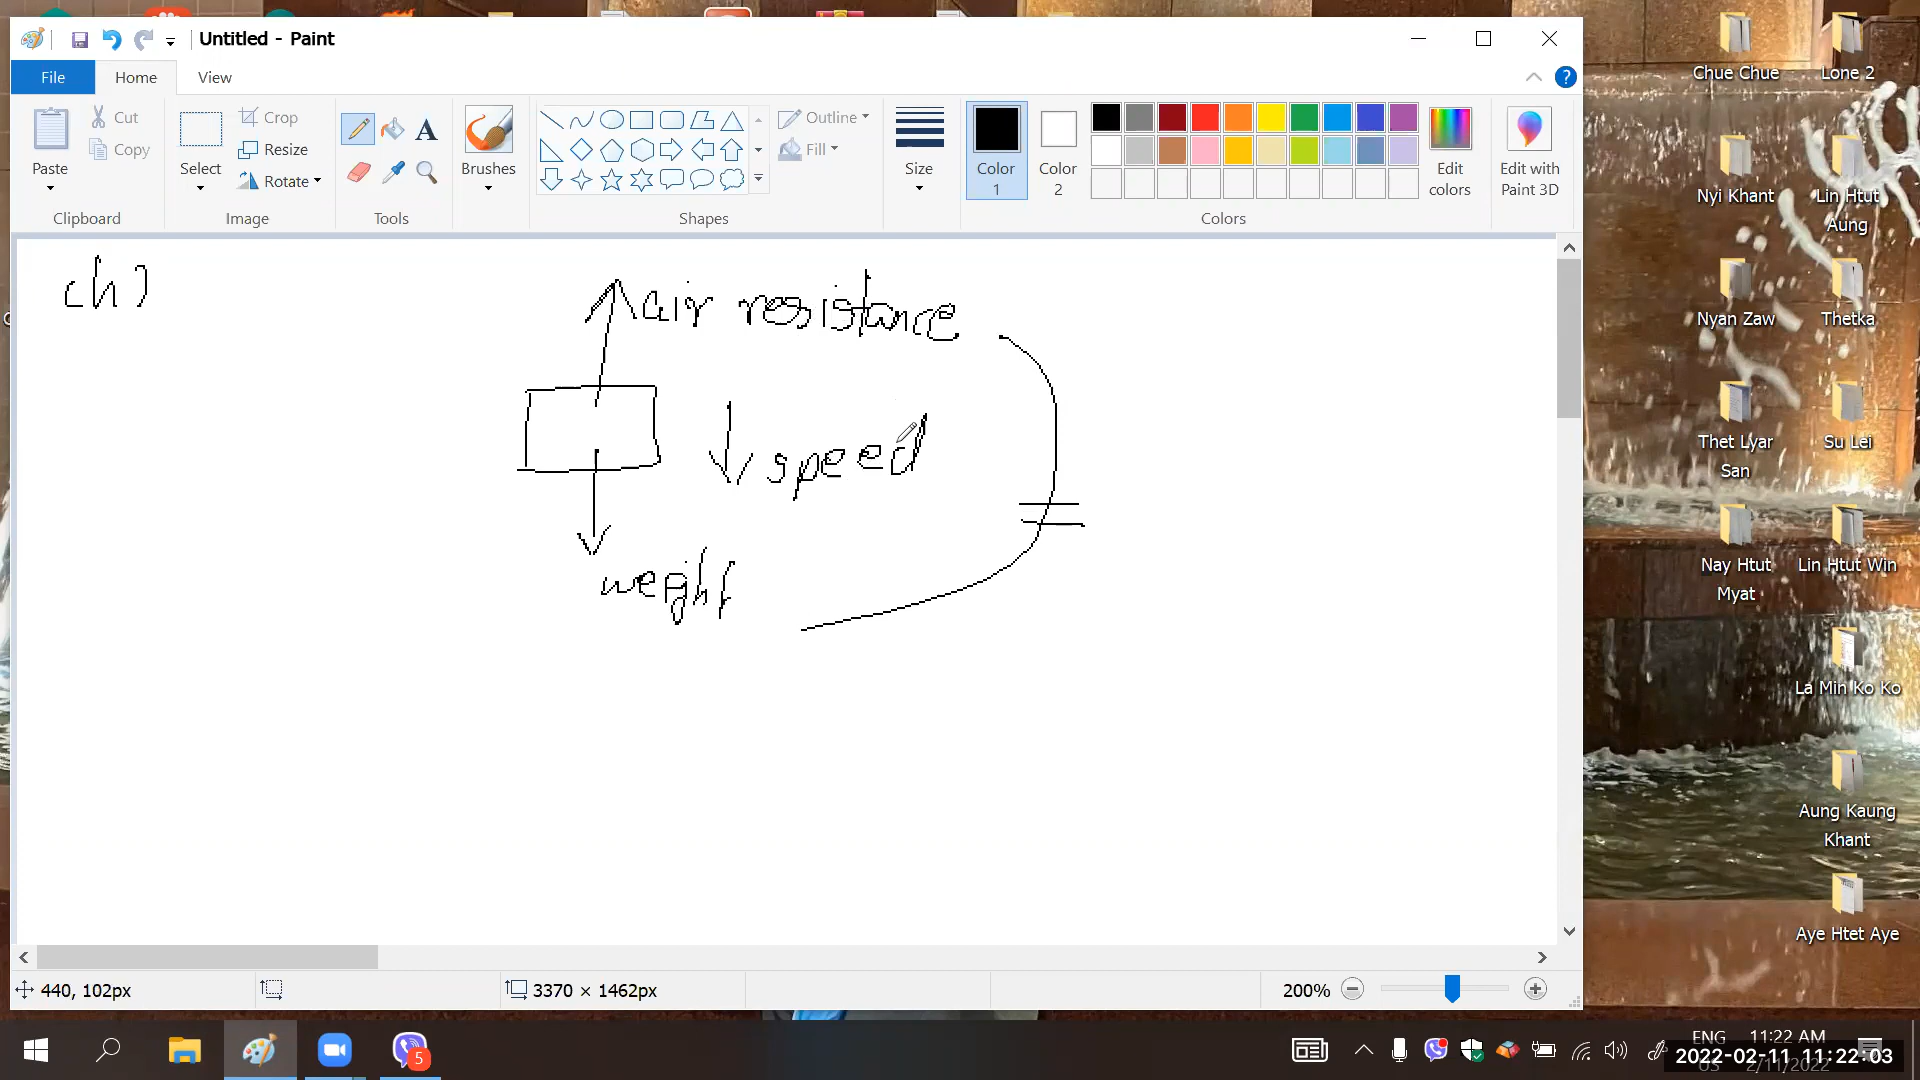 Untitled - Paint
File Home View
Paste Cut Copy Clipboard
Select Crop Resize Rotate Image
Tools
Brushes
Shapes
Outline Fill
Size
Color 1
Color 2
Edit colors
Colors
Edit with Paint 3D
air resistance
speed
weight
440, 102px
3370 × 1462px
200%
Chue Chue
Lone 2
Nyi Khant
Lin Htut Aung
Nyan Zaw
Thetka
Thet Lyar San
Su Lei
Nay Htut Myat
Lin Htut Win
La Min Ko Ko
Aung Kaung Khant
Aye Htet Aye
5
ENG
11:22 AM
2022-02-11 11:22:03